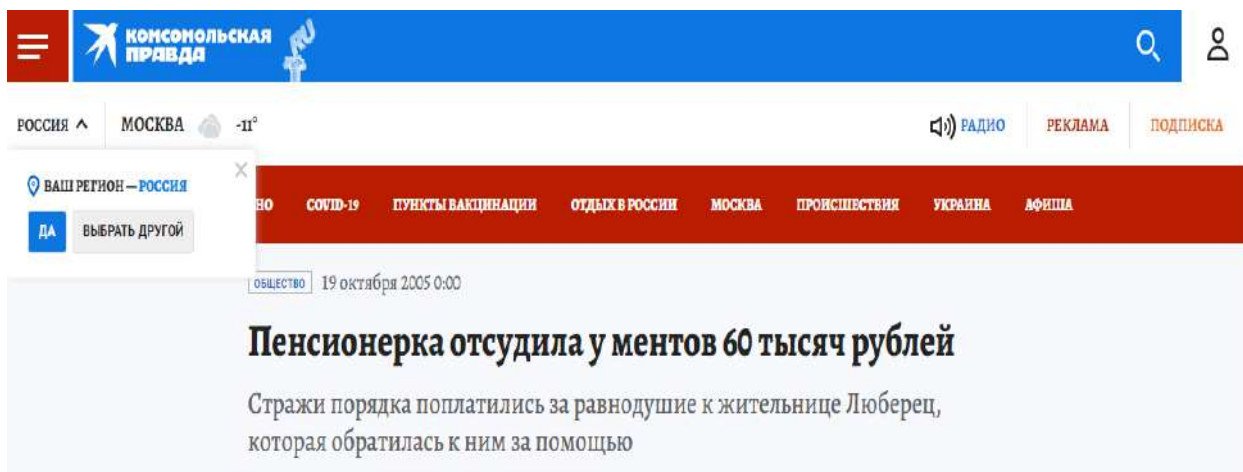 КОМСОМОЛЬСКАЯ
ПРАВДА
РОССИЯ МОСКВА -11° РАДИО РЕКЛАМА ПОДПИСКА
ВАШ РЕГИОН — РОССИЯ
ДА ВЫБРАТЬ ДРУГОЙ
НО COVID-19 ПУНКТЫ ВАКЦИНАЦИИ ОТДЫХ В РОССИИ МОСКВА ПРОИСШЕСТВИЯ УКРАИНА АФИША
ОБЩЕСТВО 19 октября 2005 0:00
Пенсионерка отсудила у ментов 60 тысяч рублей
Стражи порядка поплатились за равнодушие к жительнице Люберец,
которая обратилась к ним за помощью